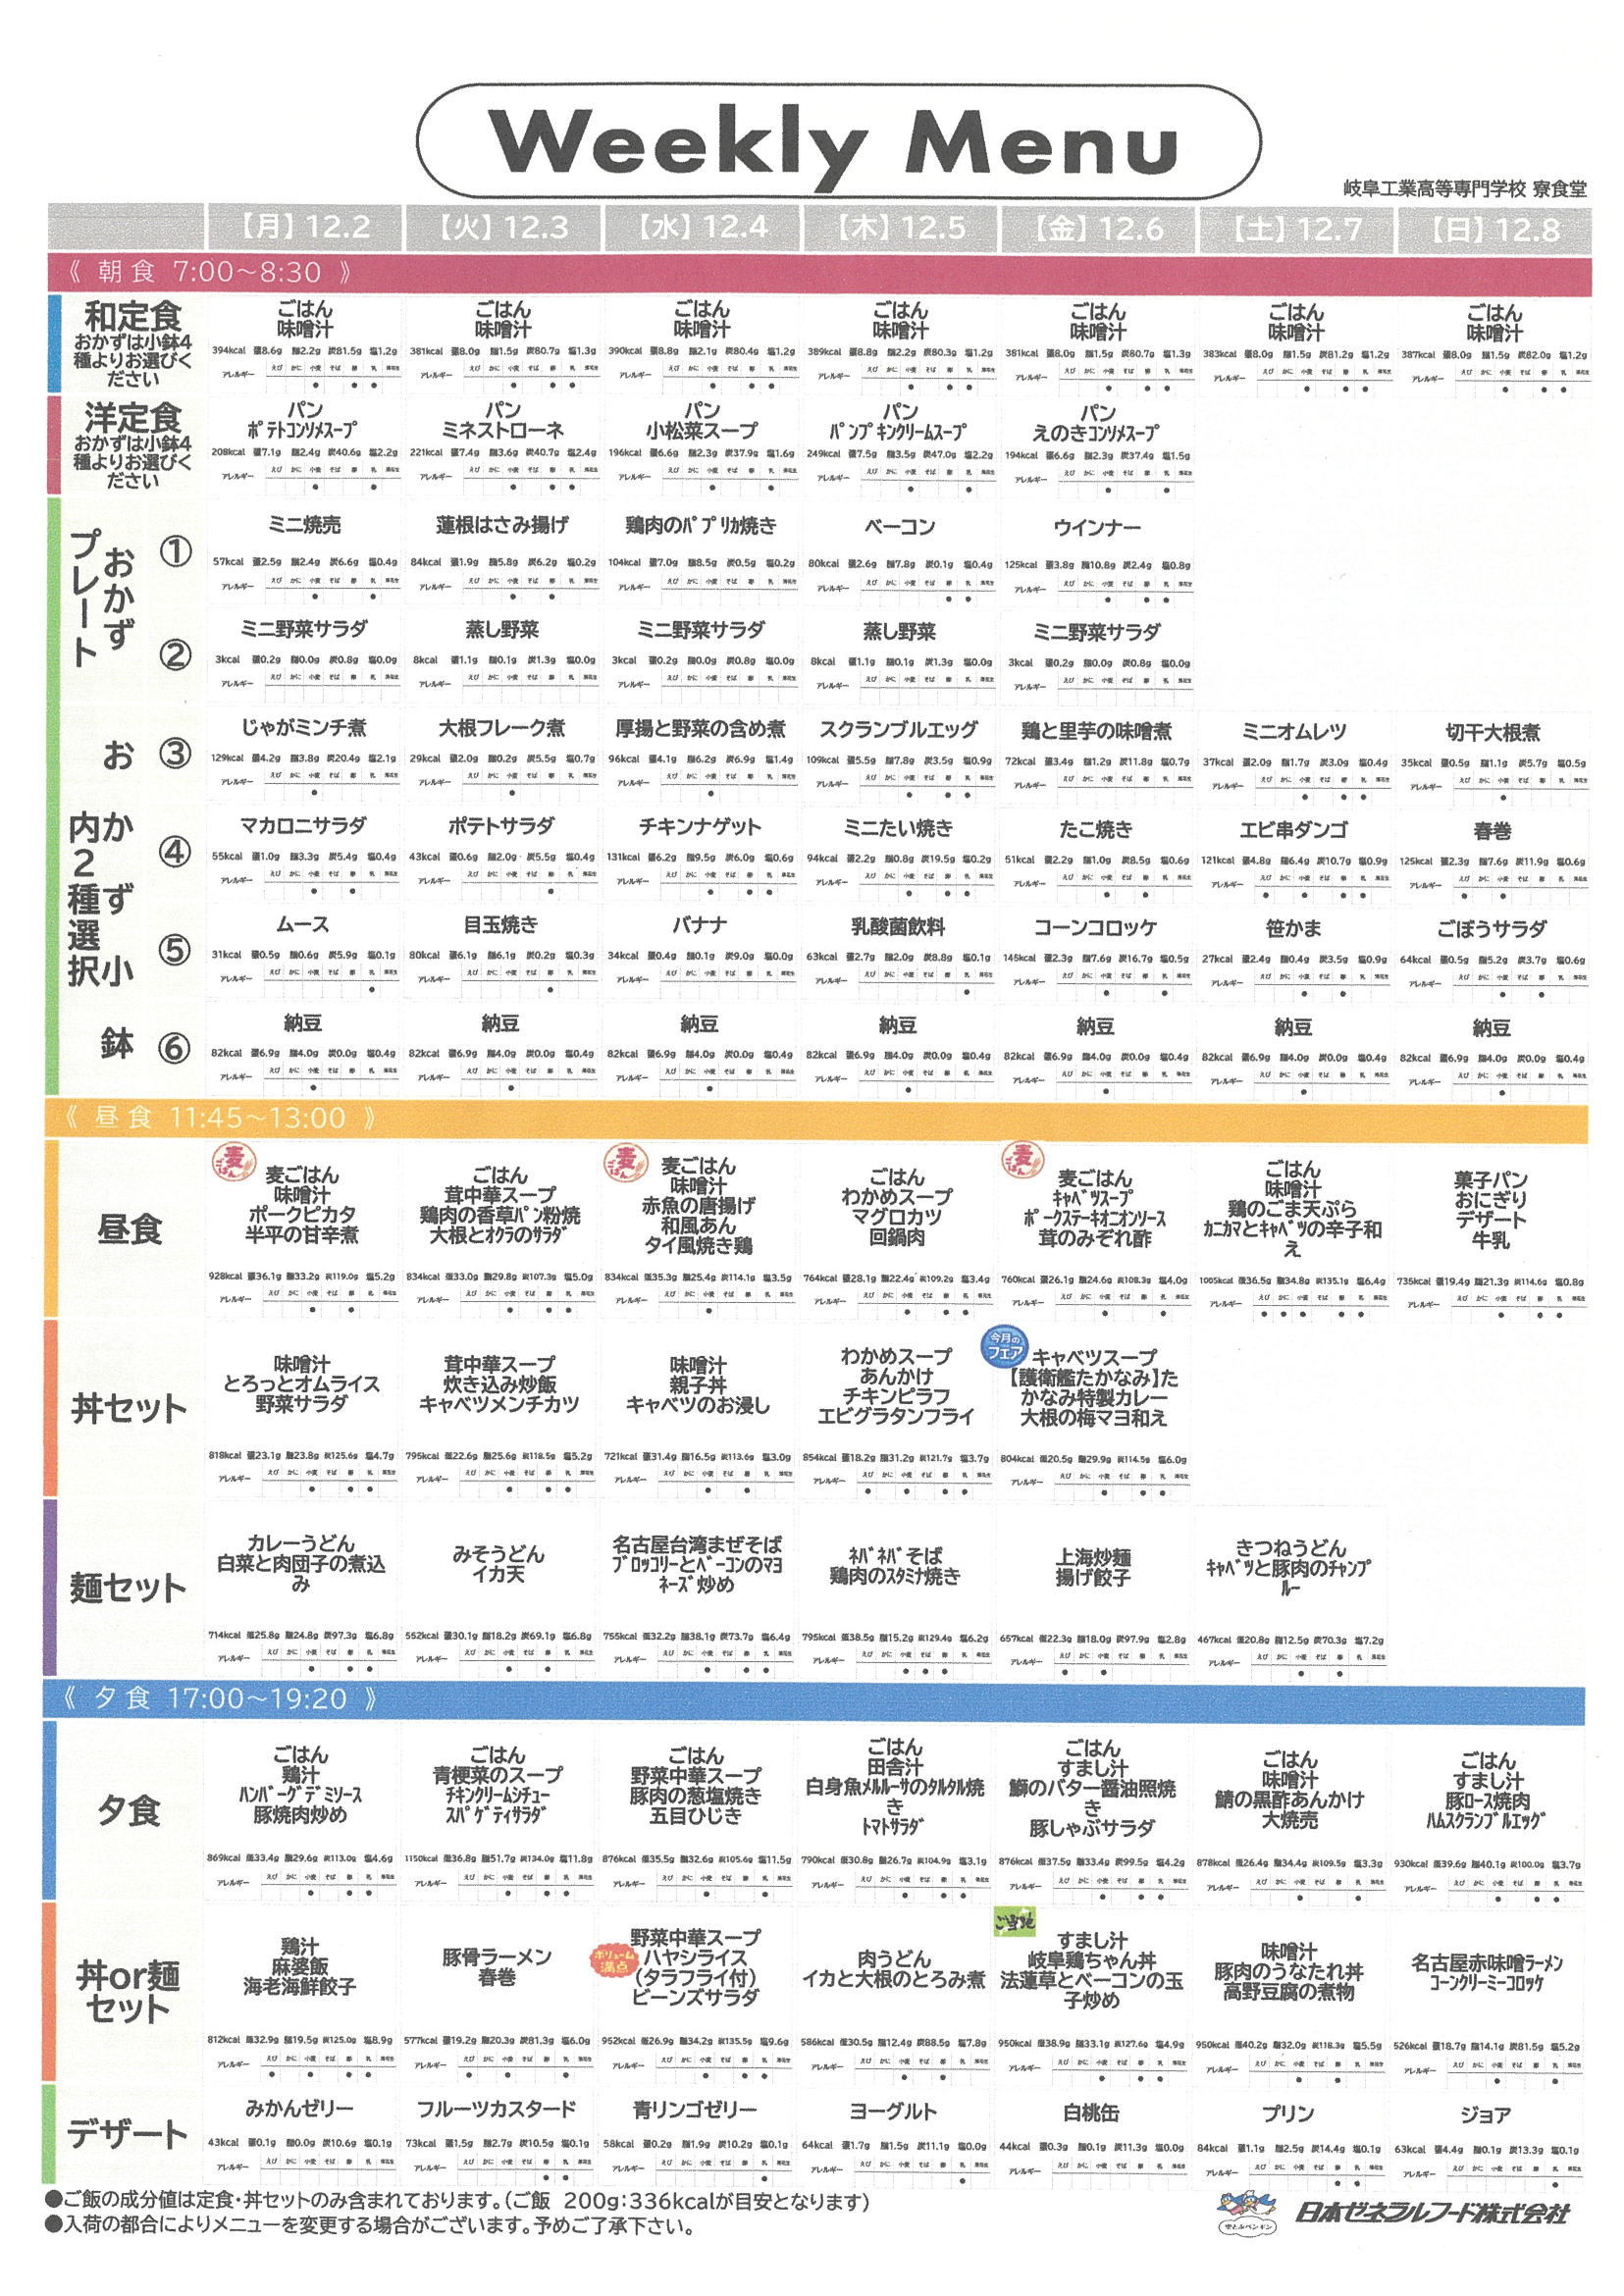 Weekly Menu
岐阜工業高等専門学校 寮食堂
【月】12.2 【火】12.3 【水】12.4 【木】12.5 【金】12.6 【土】12.7 【日】12.8
《 朝食 7:00～8:30 》
和定食
おかずは小鉢4
種よりお選びく
ださい
ごはん ごはん ごはん ごはん ごはん ごはん ごはん
味噌汁 味噌汁 味噌汁 味噌汁 味噌汁 味噌汁 味噌汁
394kcal 蛋8.6g 脂2.2g 炭81.5g 塩1.2g 381kcal 蛋8.0g 脂1.5g 炭80.7g 塩1.3g 390kcal 蛋8.8g 脂2.1g 炭80.4g 塩1.2g 389kcal 蛋8.8g 脂2.2g 炭80.3g 塩1.2g 381kcal 蛋8.0g 脂1.5g 炭80.7g 塩1.3g 383kcal 蛋8.0g 脂1.5g 炭81.2g 塩1.2g 387kcal 蛋8.0g 脂1.5g 炭82.0g 塩1.2g
洋定食
おかずは小鉢4
種よりお選びく
ださい
パン パン パン パン パン
ﾎﾟﾃﾄｺﾝｿﾒｽｰﾌﾟ ミネストローネ 小松菜スープ ﾊﾟﾝﾌﾟｷﾝｸﾘｰﾑｽｰﾌﾟ えのきｺﾝｿﾒｽｰﾌﾟ
208kcal 蛋7.1g 脂2.4g 炭40.6g 塩2.2g 221kcal 蛋7.4g 脂3.6g 炭40.7g 塩2.4g 196kcal 蛋6.6g 脂2.3g 炭37.9g 塩1.6g 249kcal 蛋7.5g 脂3.5g 炭47.0g 塩2.2g 194kcal 蛋6.6g 脂2.3g 炭37.4g 塩1.5g
おかず
プレート
① ミニ焼売 蓮根はさみ揚げ 鶏肉のﾊﾟﾌﾟﾘｶ焼き ベーコン ウインナー
57kcal 蛋2.5g 脂2.4g 炭6.6g 塩0.4g 84kcal 蛋1.9g 脂5.8g 炭6.2g 塩0.2g 104kcal 蛋7.0g 脂8.5g 炭0.5g 塩0.2g 80kcal 蛋2.6g 脂7.8g 炭0.1g 塩0.4g 125kcal 蛋3.8g 脂10.8g 炭2.4g 塩0.8g
② ミニ野菜サラダ 蒸し野菜 ミニ野菜サラダ 蒸し野菜 ミニ野菜サラダ
3kcal 蛋0.2g 脂0.0g 炭0.8g 塩0.0g 8kcal 蛋1.1g 脂0.1g 炭1.3g 塩0.0g 3kcal 蛋0.2g 脂0.0g 炭0.8g 塩0.0g 8kcal 蛋1.1g 脂0.1g 炭1.3g 塩0.0g 3kcal 蛋0.2g 脂0.0g 炭0.8g 塩0.0g
おかず小鉢
内2種選択
③ じゃがミンチ煮 大根フレーク煮 厚揚と野菜の含め煮 スクランブルエッグ 鶏と里芋の味噌煮 ミニオムレツ 切干大根煮
129kcal 蛋4.2g 脂3.8g 炭20.4g 塩2.1g 29kcal 蛋2.0g 脂0.2g 炭5.5g 塩0.7g 96kcal 蛋4.1g 脂6.2g 炭6.9g 塩1.4g 109kcal 蛋5.5g 脂7.8g 炭3.5g 塩0.9g 72kcal 蛋3.4g 脂1.2g 炭11.8g 塩0.7g 37kcal 蛋2.0g 脂1.7g 炭3.0g 塩0.4g 35kcal 蛋0.5g 脂1.1g 炭5.7g 塩0.5g
④ マカロニサラダ ポテトサラダ チキンナゲット ミニたい焼き たこ焼き エビ串ダンゴ 春巻
55kcal 蛋1.0g 脂3.3g 炭5.4g 塩0.4g 43kcal 蛋0.6g 脂2.0g 炭5.5g 塩0.4g 131kcal 蛋6.2g 脂9.5g 炭6.0g 塩0.6g 94kcal 蛋2.2g 脂0.8g 炭19.5g 塩0.2g 51kcal 蛋2.2g 脂1.0g 炭8.5g 塩0.6g 121kcal 蛋4.8g 脂6.4g 炭10.7g 塩0.9g 125kcal 蛋2.3g 脂7.6g 炭11.9g 塩0.6g
⑤ ムース 目玉焼き バナナ 乳酸菌飲料 コーンコロッケ 笹かま ごぼうサラダ
31kcal 蛋0.5g 脂0.6g 炭5.9g 塩0.1g 80kcal 蛋6.1g 脂6.1g 炭0.2g 塩0.3g 34kcal 蛋0.4g 脂0.1g 炭9.0g 塩0.0g 63kcal 蛋2.7g 脂2.0g 炭8.8g 塩0.1g 145kcal 蛋2.3g 脂7.6g 炭16.7g 塩0.5g 27kcal 蛋2.4g 脂0.4g 炭3.5g 塩0.9g 64kcal 蛋0.5g 脂5.2g 炭3.7g 塩0.6g
⑥ 納豆 納豆 納豆 納豆 納豆 納豆 納豆
82kcal 蛋6.9g 脂4.0g 炭0.0g 塩0.4g 82kcal 蛋6.9g 脂4.0g 炭0.0g 塩0.4g 82kcal 蛋6.9g 脂4.0g 炭0.0g 塩0.4g 82kcal 蛋6.9g 脂4.0g 炭0.0g 塩0.4g 82kcal 蛋6.9g 脂4.0g 炭0.0g 塩0.4g 82kcal 蛋6.9g 脂4.0g 炭0.0g 塩0.4g 82kcal 蛋6.9g 脂4.0g 炭0.0g 塩0.4g
《 昼食 11:45～13:00 》
昼食
麦ごはん
味噌汁
ポークピカタ
半平の甘辛煮
ごはん
茸中華スープ
鶏肉の香草ﾊﾟﾝ粉焼
大根とｵｸﾗのｻﾗﾀﾞ
麦ごはん
味噌汁
赤魚の唐揚げ
和風あん
タイ風焼き鶏
ごはん
わかめスープ
マグロカツ
回鍋肉
麦ごはん
ｷｬﾍﾞﾂｽｰﾌﾟ
ﾎﾟｰｸｽﾃｰｷｵﾆｵﾝｿｰｽ
茸のみぞれ酢
ごはん
味噌汁
鶏のごま天ぷら
ｶﾆｶﾏとｷｬﾍﾞﾂの辛子和
え
菓子パン
おにぎり
デザート
牛乳
928kcal 蛋36.1g 脂33.2g 炭119.0g 塩5.2g 834kcal 蛋33.0g 脂29.8g 炭107.3g 塩5.0g 834kcal 蛋35.3g 脂25.4g 炭114.1g 塩3.5g 764kcal 蛋28.1g 脂22.4g 炭109.2g 塩3.4g 760kcal 蛋26.1g 脂24.6g 炭108.3g 塩4.0g 1005kcal 蛋36.5g 脂34.8g 炭135.1g 塩6.4g 735kcal 蛋19.4g 脂21.3g 炭114.6g 塩0.8g
丼セット
味噌汁
とろっとオムライス
野菜サラダ
茸中華スープ
炊き込み炒飯
キャベツメンチカツ
味噌汁
親子丼
キャベツのお浸し
わかめスープ
あんかけ
チキンピラフ
エビグラタンフライ
今月の
フェア
キャベツスープ
【護衛艦たかなみ】た
かなみ特製カレー
大根の梅マヨ和え
818kcal 蛋23.1g 脂23.8g 炭125.6g 塩4.7g 795kcal 蛋22.6g 脂25.6g 炭118.5g 塩5.2g 721kcal 蛋31.4g 脂16.5g 炭113.6g 塩3.0g 854kcal 蛋18.2g 脂31.2g 炭121.7g 塩3.7g 804kcal 蛋20.5g 脂29.9g 炭114.5g 塩6.0g
麺セット
カレーうどん
白菜と肉団子の煮込
み
みそうどん
イカ天
名古屋台湾まぜそば
ﾌﾞﾛｯｺﾘｰとﾍﾞｰｺﾝのﾏﾖ
ﾈｰｽﾞ炒め
ﾈﾊﾞﾈﾊﾞそば
鶏肉のｽﾀﾐﾅ焼き
上海炒麺
揚げ餃子
きつねうどん
ｷｬﾍﾞﾂと豚肉のﾁｬﾝﾌﾟ
ﾙｰ
714kcal 蛋25.8g 脂24.8g 炭97.3g 塩6.8g 552kcal 蛋30.1g 脂18.2g 炭69.1g 塩6.8g 755kcal 蛋32.2g 脂38.1g 炭73.7g 塩6.4g 795kcal 蛋38.5g 脂15.2g 炭129.4g 塩6.2g 657kcal 蛋22.3g 脂18.0g 炭97.9g 塩2.8g 467kcal 蛋20.8g 脂12.5g 炭70.3g 塩7.2g
《 夕食 17:00～19:20 》
夕食
ごはん
鶏汁
ﾊﾝﾊﾞｰｸﾞﾃﾞﾐｿｰｽ
豚焼肉炒め
ごはん
青梗菜のスープ
ﾁｷﾝｸﾘｰﾑｼﾁｭｰ
ｽﾊﾟｹﾞﾃｨｻﾗﾀﾞ
ごはん
野菜中華スープ
豚肉の葱塩焼き
五目ひじき
ごはん
田舎汁
白身魚ﾒﾙﾙｰｻのﾀﾙﾀﾙ焼
き
ﾄﾏﾄｻﾗﾀﾞ
ごはん
すまし汁
鰤のバター醤油照焼
き
豚しゃぶサラダ
ごはん
味噌汁
鯖の黒酢あんかけ
大焼売
ごはん
すまし汁
豚ﾛｰｽ焼肉
ﾊﾑｽｸﾗﾝﾌﾞﾙｴｯｸﾞ
869kcal 蛋33.4g 脂29.6g 炭113.0g 塩4.6g 1150kcal 蛋36.8g 脂51.7g 炭134.0g 塩11.8g 876kcal 蛋35.5g 脂32.6g 炭105.6g 塩11.5g 790kcal 蛋30.8g 脂26.7g 炭104.9g 塩3.1g 876kcal 蛋37.5g 脂33.4g 炭99.5g 塩4.2g 878kcal 蛋26.4g 脂34.4g 炭109.5g 塩3.3g 930kcal 蛋39.6g 脂40.1g 炭100.0g 塩3.7g
丼or麺
セット
鶏汁
麻婆飯
海老海鮮餃子
豚骨ラーメン
春巻
ボリューム
満点
野菜中華スープ
ハヤシライス
（タラフライ付）
ビーンズサラダ
肉うどん
イカと大根のとろみ煮
ご当地
すまし汁
岐阜鶏ちゃん丼
法蓮草とベーコンの玉
子炒め
味噌汁
豚肉のうなたれ丼
高野豆腐の煮物
名古屋赤味噌ﾗｰﾒﾝ
ｺｰﾝｸﾘｰﾐｰｺﾛｯｹ
812kcal 蛋32.9g 脂19.5g 炭125.0g 塩8.9g 577kcal 蛋19.2g 脂20.3g 炭81.3g 塩6.0g 952kcal 蛋26.9g 脂34.2g 炭135.5g 塩9.6g 586kcal 蛋30.5g 脂12.4g 炭88.5g 塩7.8g 950kcal 蛋38.9g 脂33.1g 炭127.6g 塩4.9g 950kcal 蛋40.2g 脂32.0g 炭118.3g 塩5.5g 526kcal 蛋18.7g 脂14.1g 炭81.5g 塩5.2g
デザート
みかんゼリー フルーツカスタード 青リンゴゼリー ヨーグルト 白桃缶 プリン ジョア
43kcal 蛋0.1g 脂0.0g 炭10.6g 塩0.1g 73kcal 蛋1.5g 脂2.7g 炭10.5g 塩0.1g 58kcal 蛋0.2g 脂1.9g 炭10.2g 塩0.1g 64kcal 蛋1.7g 脂1.5g 炭11.1g 塩0.0g 44kcal 蛋0.3g 脂0.1g 炭11.3g 塩0.0g 84kcal 蛋1.1g 脂2.5g 炭14.4g 塩0.1g 63kcal 蛋4.4g 脂0.1g 炭13.3g 塩0.1g
●ご飯の成分値は定食・丼セットのみ含まれております。（ご飯 200g：336kcalが目安となります）
●入荷の都合によりメニューを変更する場合がございます。予めご了承下さい。
空とぶペンギン
日本ゼネラルフード株式会社